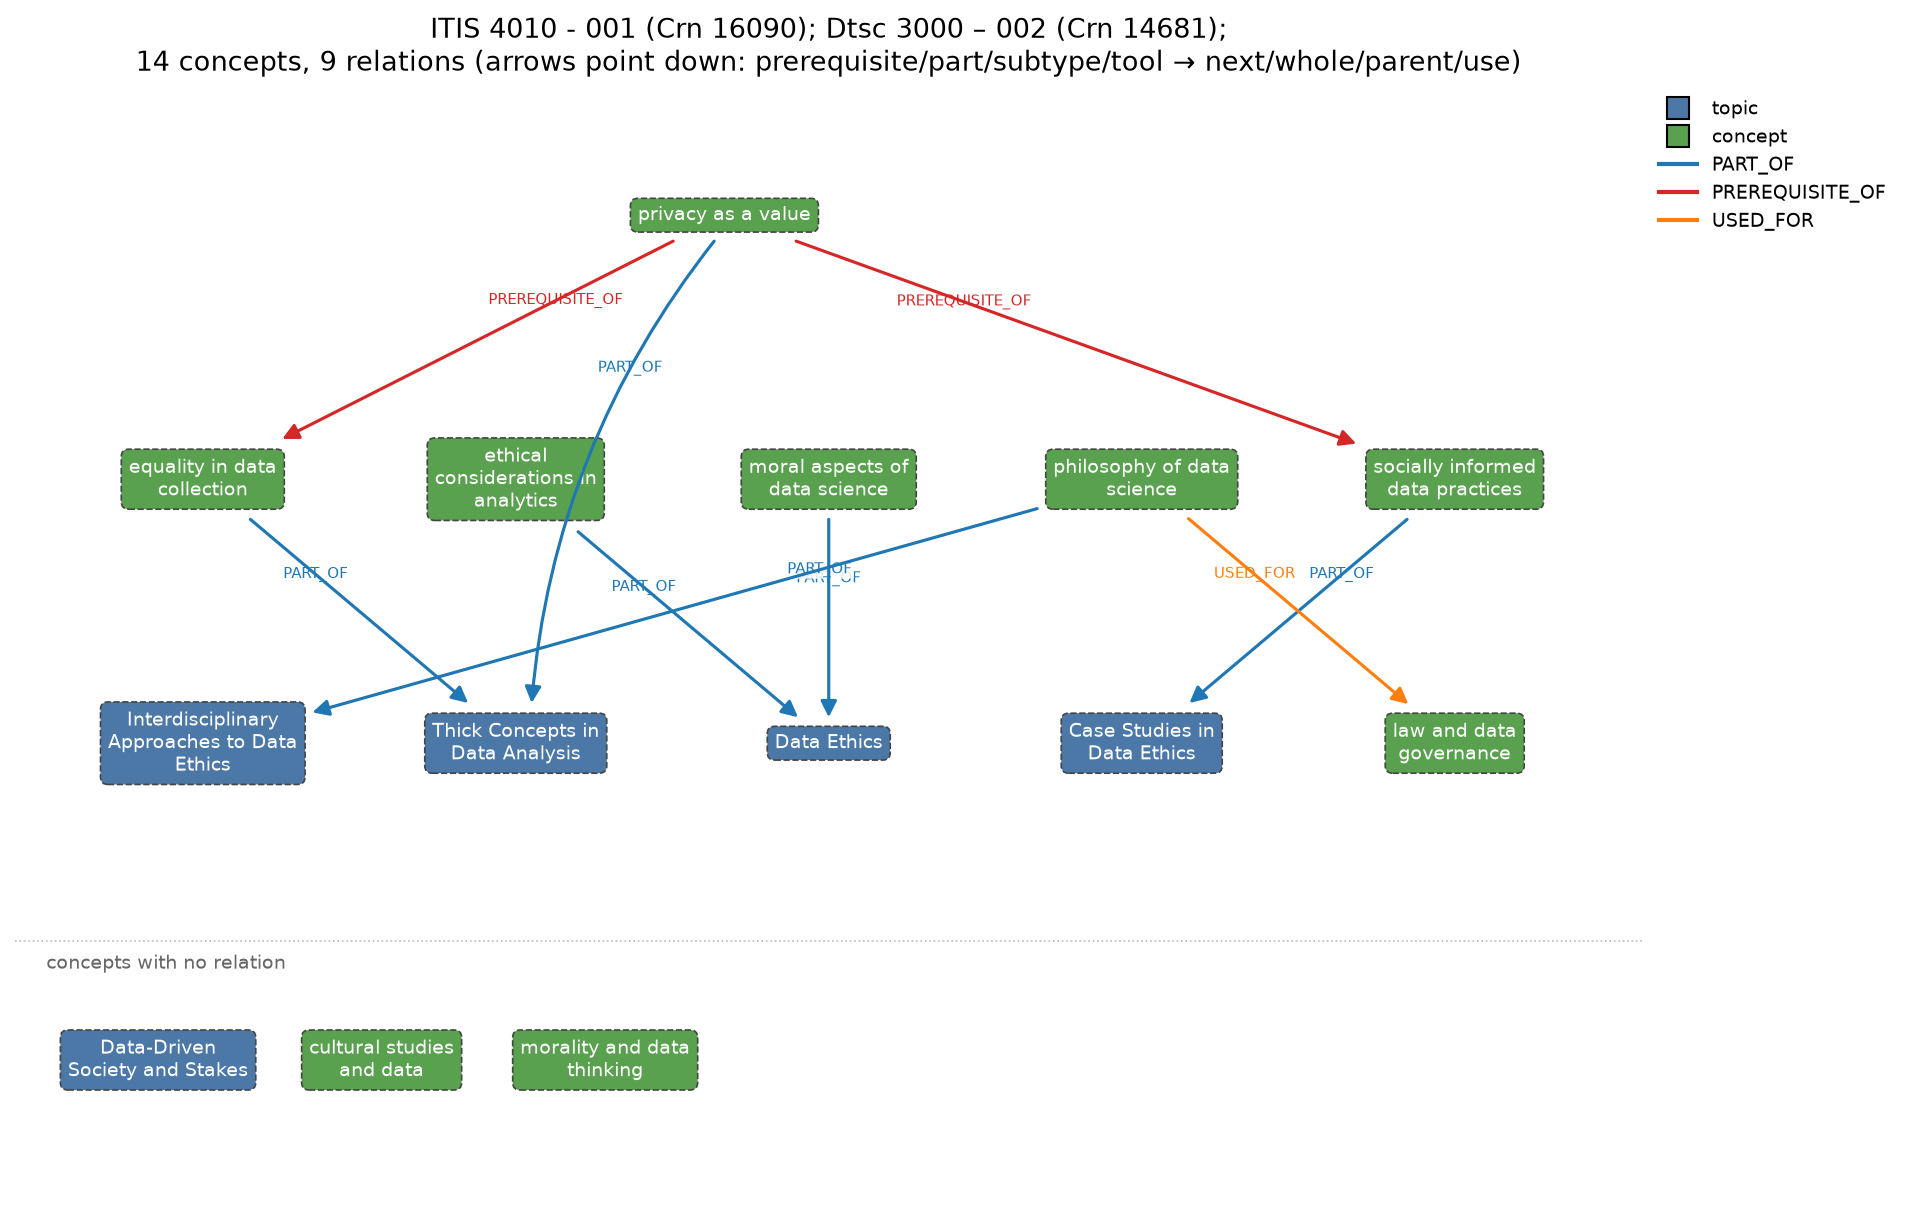 ITIS 4010 - 001 (Crn 16090); Dtsc 3000 – 002 (Crn 14681);
14 concepts, 9 relations (arrows point down: prerequisite/part/subtype/tool → next/whole/parent/use)
topic
concept
PART_OF
PREREQUISITE_OF
USED_FOR
privacy as a value
PREREQUISITE_OF
PREREQUISITE_OF
PART_OF
equality in data
collection
ethical
considerations in
analytics
moral aspects of
data science
philosophy of data
science
socially informed
data practices
PART_OF
PART_OF
PART_OF
PART_OF
USED_FOR
PART_OF
Interdisciplinary
Approaches to Data
Ethics
Thick Concepts in
Data Analysis
Data Ethics
Case Studies in
Data Ethics
law and data
governance
concepts with no relation
Data-Driven
Society and Stakes
cultural studies
and data
morality and data
thinking